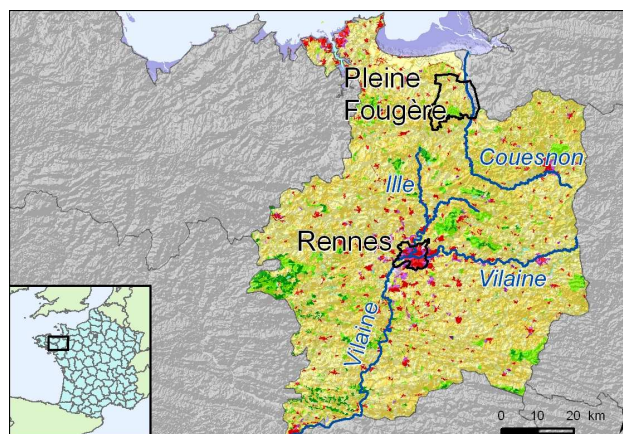 Pleine
Fougère
Couesnon
Ille
Rennes
Vilaine
Vilaine
0 10 20 km